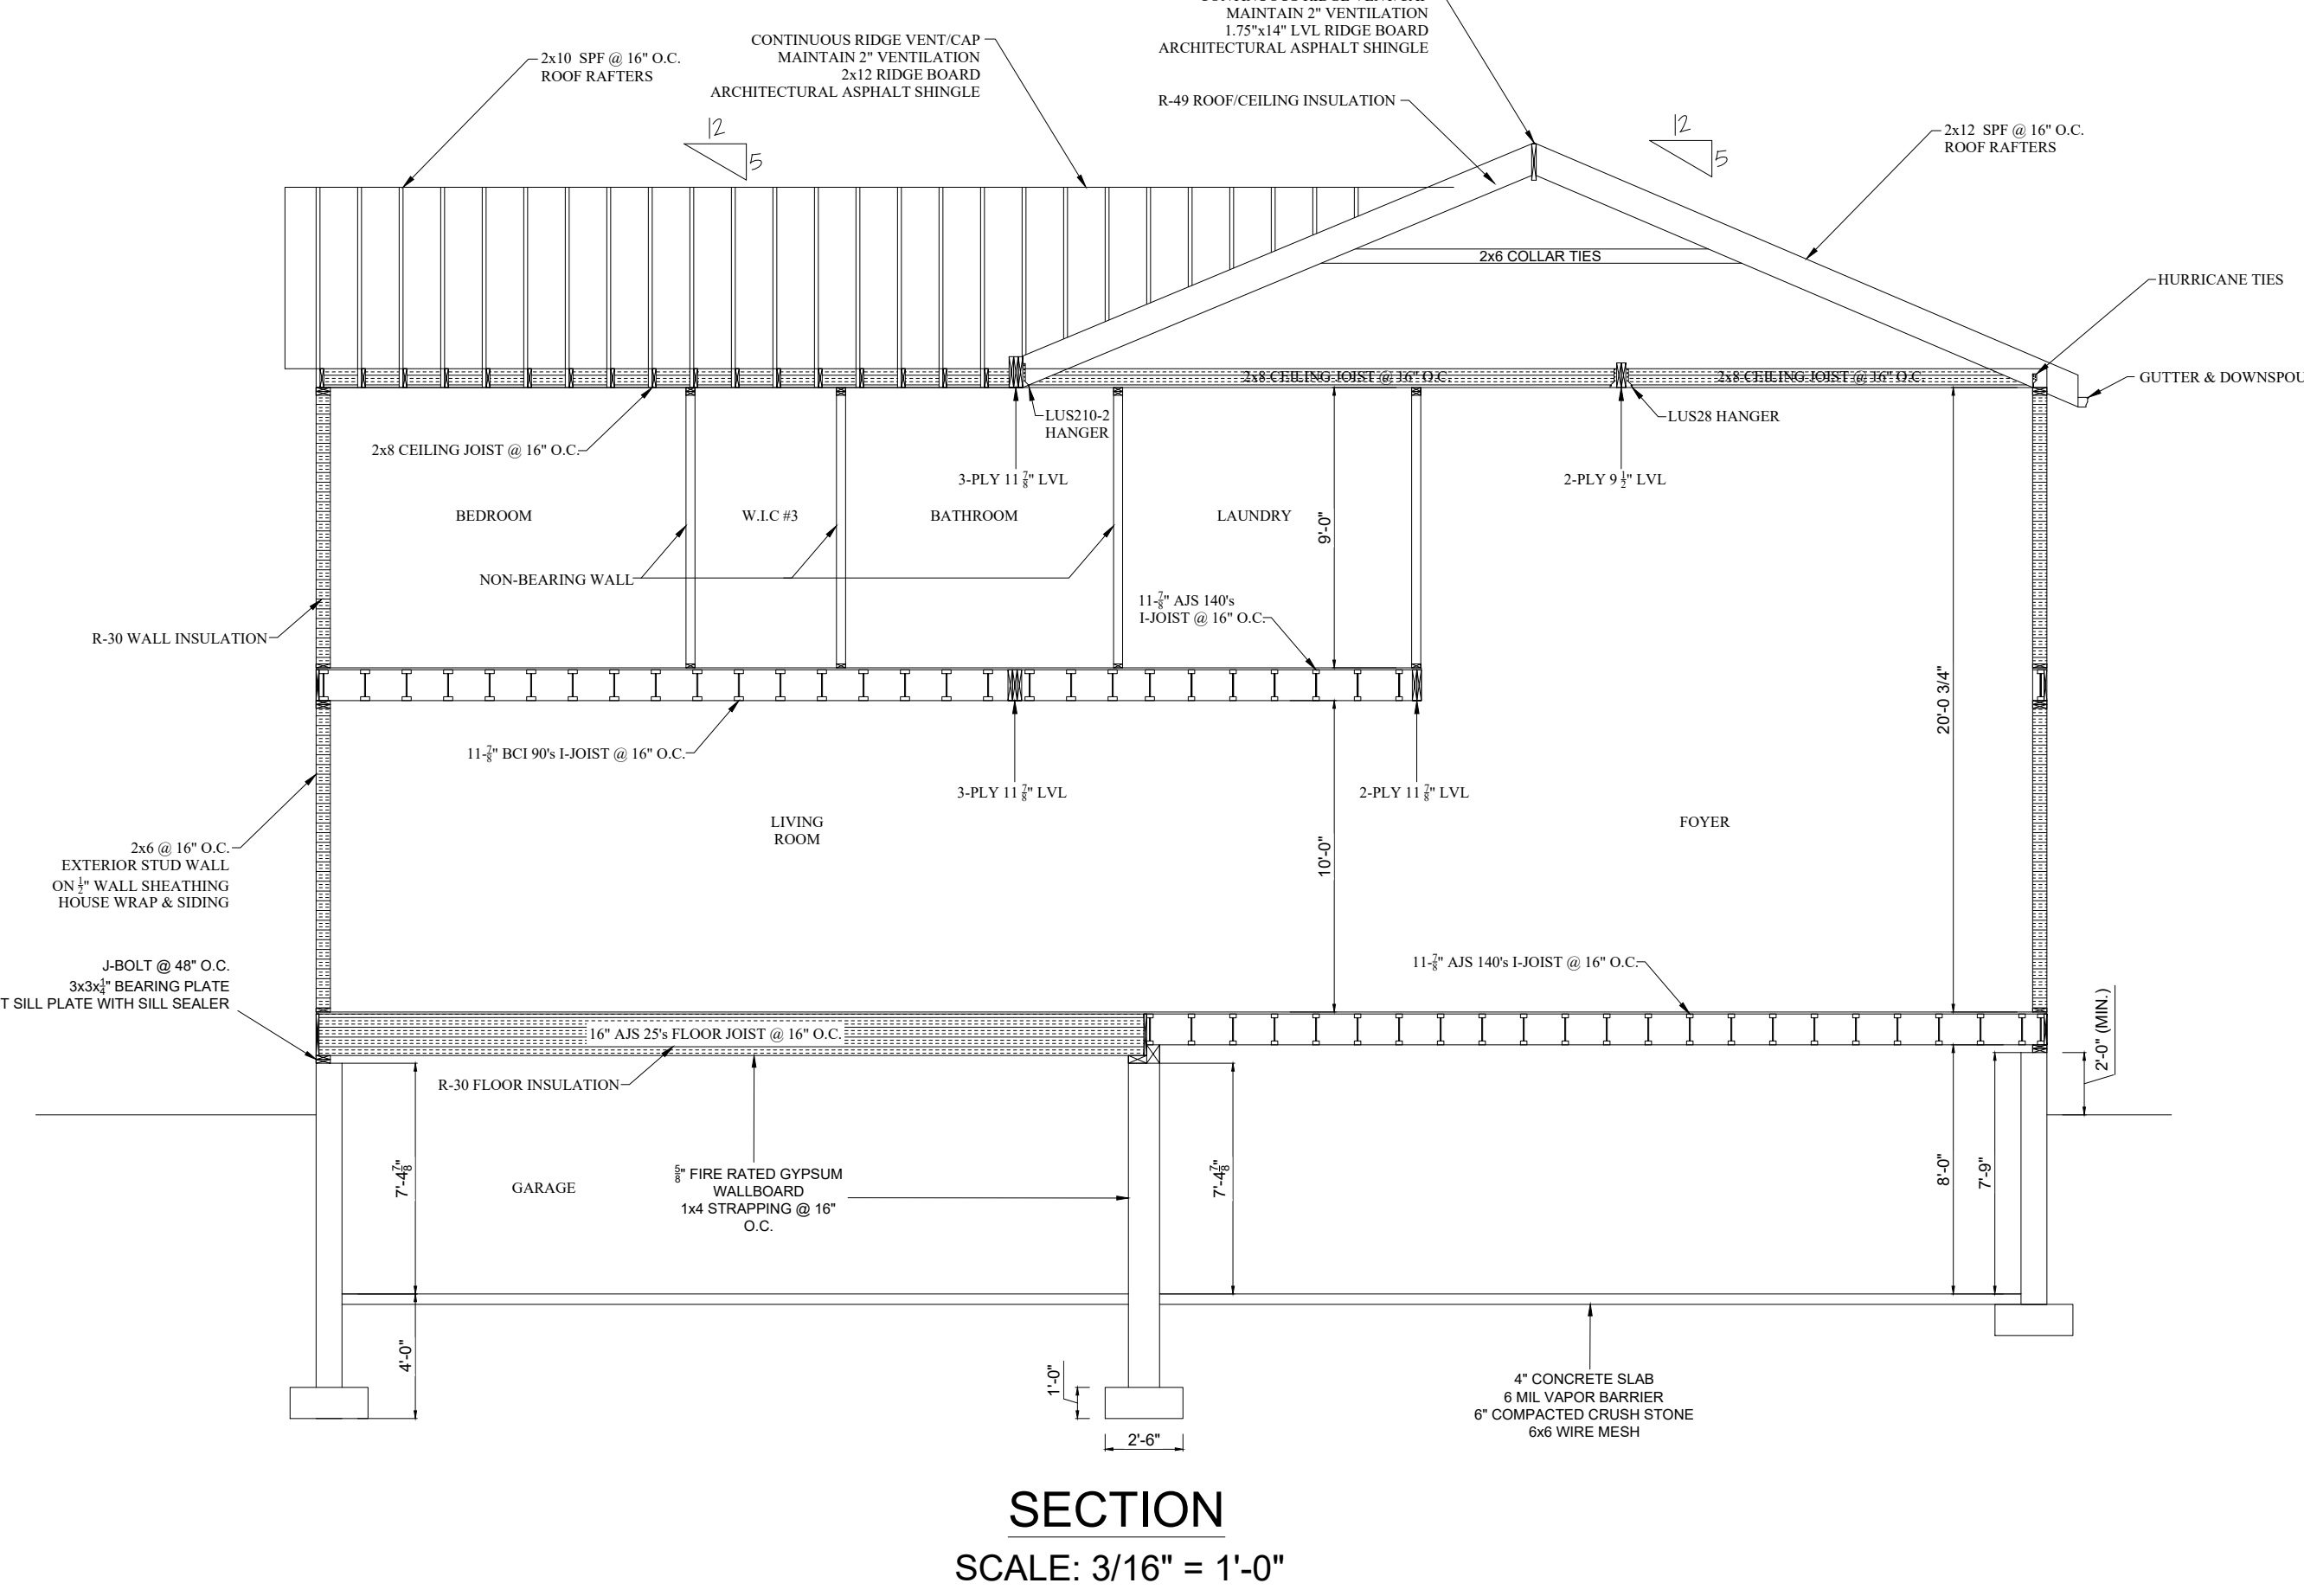 MAINTAIN 2" VENTILATION
1.75"x14" LVL RIDGE BOARD
ARCHITECTURAL ASPHALT SHINGLE
CONTINUOUS RIDGE VENT/CAP
MAINTAIN 2" VENTILATION
2x12 RIDGE BOARD
ARCHITECTURAL ASPHALT SHINGLE
2x10 SPF @ 16" O.C.
ROOF RAFTERS
R-49 ROOF/CEILING INSULATION
12
5
12
5
2x12 SPF @ 16" O.C.
ROOF RAFTERS
2x6 COLLAR TIES
HURRICANE TIES
2x8 CEILING JOIST @ 16" O.C.
2x8 CEILING JOIST @ 16" O.C.
GUTTER &
LUS210-2
HANGER
LUS28 HANGER
2x8 CEILING JOIST @ 16" O.C.
3-PLY 11 7/8" LVL
2-PLY 9 1/2" LVL
BEDROOM
W.I.C #3
BATHROOM
LAUNDRY
9'-0"
NON-BEARING WALL
11-7/8" AJS 140's
I-JOIST @ 16" O.C.
R-30 WALL INSULATION
20'-0 3/4"
11-7/8" BCI 90's I-JOIST @ 16" O.C.
3-PLY 11 7/8" LVL
2-PLY 11 7/8" LVL
LIVING
ROOM
FOYER
10'-0"
2x6 @ 16" O.C.
EXTERIOR STUD WALL
ON 1/2" WALL SHEATHING
HOUSE WRAP & SIDING
J-BOLT @ 48" O.C.
3x3x1/4" BEARING PLATE
SILL PLATE WITH SILL SEALER
11-7/8" AJS 140's I-JOIST @ 16" O.C.
16" AJS 25's FLOOR JOIST @ 16" O.C.
2'-0" (MIN.)
R-30 FLOOR INSULATION
7'-4 7/8"
GARAGE
5/8" FIRE RATED GYPSUM
WALLBOARD
1x4 STRAPPING @ 16"
O.C.
7'-4 7/8"
8'-0"
7'-9"
4'-0"
1'-0"
2'-6"
4" CONCRETE SLAB
6 MIL VAPOR BARRIER
6" COMPACTED CRUSH STONE
6x6 WIRE MESH
SECTION
SCALE: 3/16" = 1'-0"